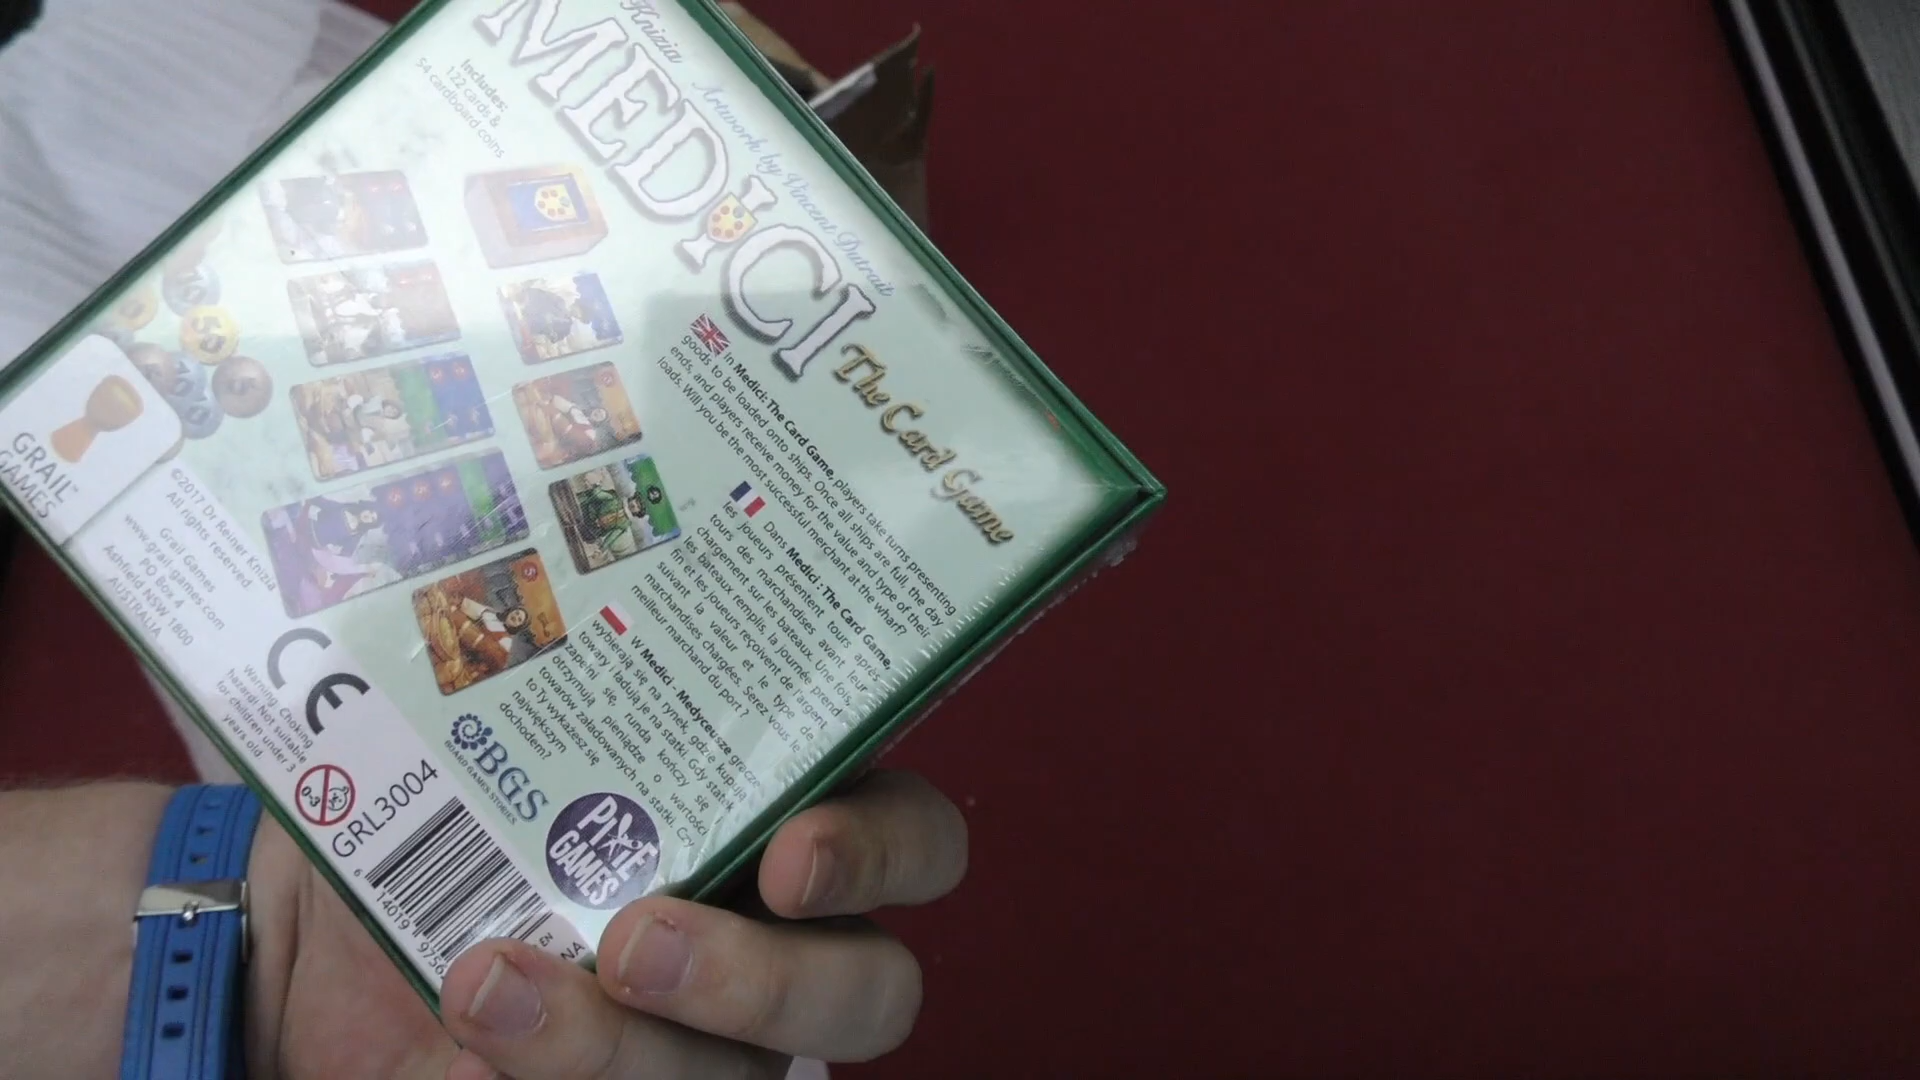 Knizia
Artwork by Vincent Dutrait
MEDICI
The Card Game
Includes:
122 cards &
54 cardboard coins
In Medici: The Card Game, players take turns presenting
goods to be loaded onto ships. Once all ships are full, the day
ends, and players receive money for the value and type of their
loads. Will you be the most successful merchant at the wharf?
Dans Medici : The Card Game,
les joueurs présentent tours après
tours des marchandises avant leur
chargement sur les bateaux. Une fois
les bateaux remplis, la journée prend
fin et les joueurs reçoivent de l'argent
suivant la valeur et le type de
marchandises chargées. Serez vous le
meilleur marchand du port ?
W Medici - Medyceusze gracze
wybierają się na rynek, gdzie kupują
towary i ładują je na statki. Gdy statek
zapełni się, runda kończy się
otrzymują pieniądze o wartości
towarów załadowanych na statki. Czy
to Ty wykażesz się
największym
dochodem?
GRAIL
GAMES
©2017 Dr Reiner Knizia
All rights reserved
Grail Games
www.grail-games.com
PO Box 4
Ashfield NSW 1800
AUSTRALIA
CE
Warning. Choking
hazard! Not suitable
for children under 3
years old
0-3
GRL3004
6 14019 9756
BGS
BOARD GAMES STORIES
PIXIE
GAMES
EN
NA